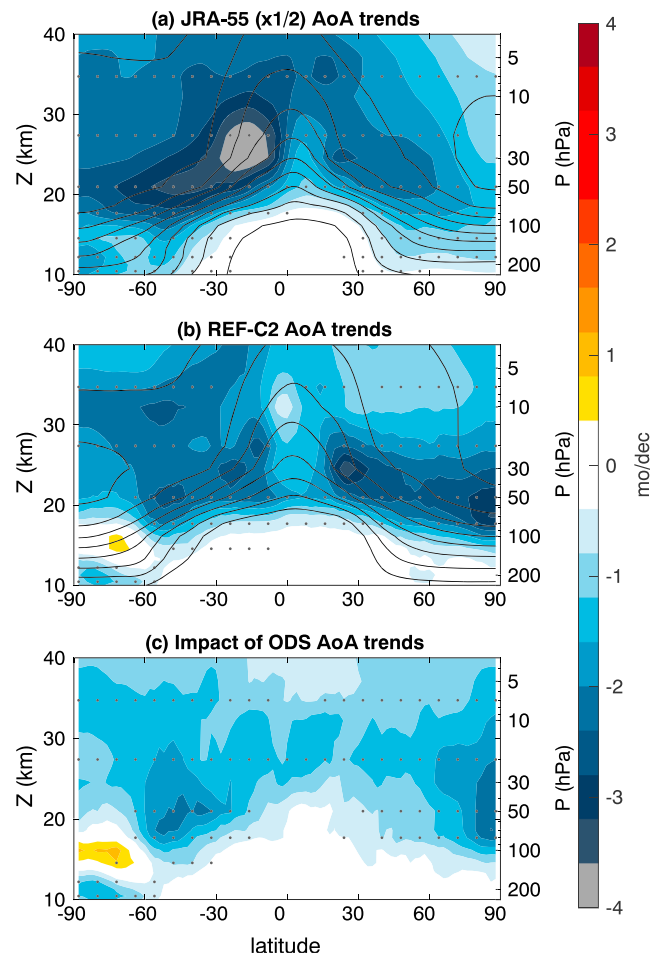 (a) JRA-55 (x1/2) AoA trends
40
30
20
10
Z (km)
-90 -60 -30 0 30 60 90
5
10
30
50
100
200
P (hPa)
(b) REF-C2 AoA trends
40
30
20
10
Z (km)
-90 -60 -30 0 30 60 90
5
10
30
50
100
200
P (hPa)
(c) Impact of ODS AoA trends
40
30
20
10
Z (km)
-90 -60 -30 0 30 60 90
5
10
30
50
100
200
P (hPa)
latitude
4
3
2
1
0
-1
-2
-3
-4
mo/dec